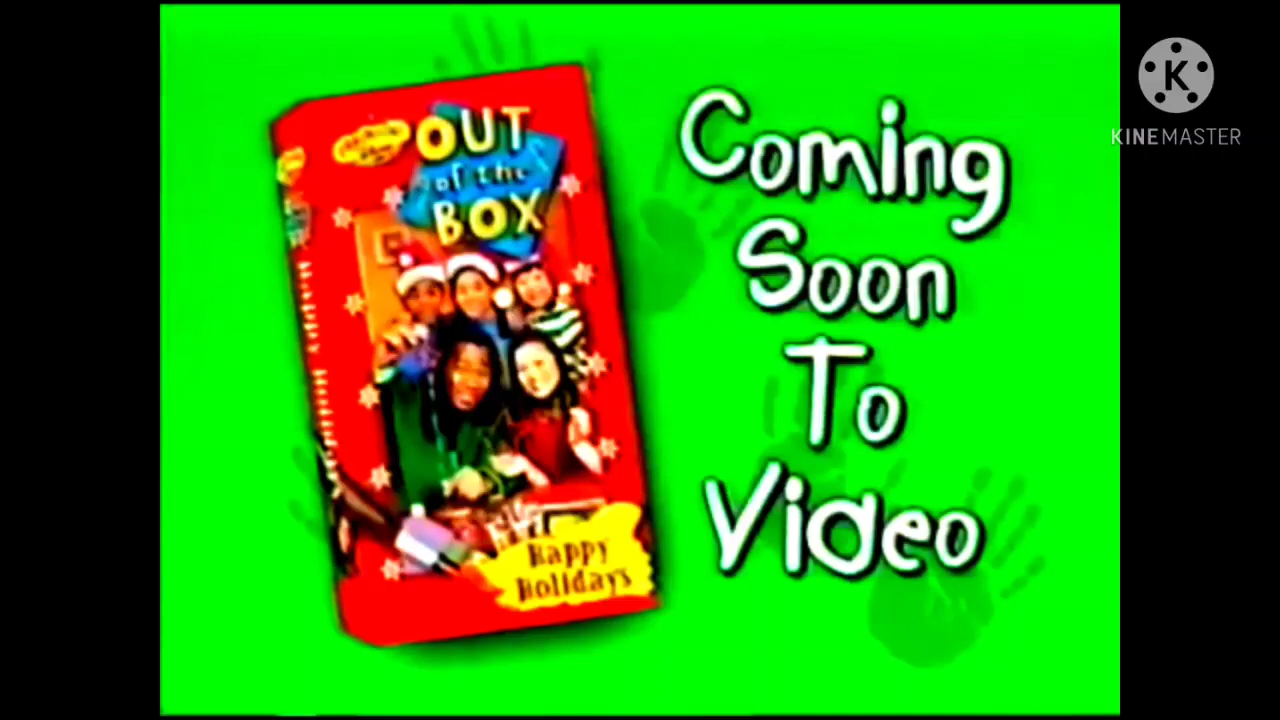 OUT
of the
BOX
Happy
Holidays
Coming
Soon
To
Video
K
KINEMASTER